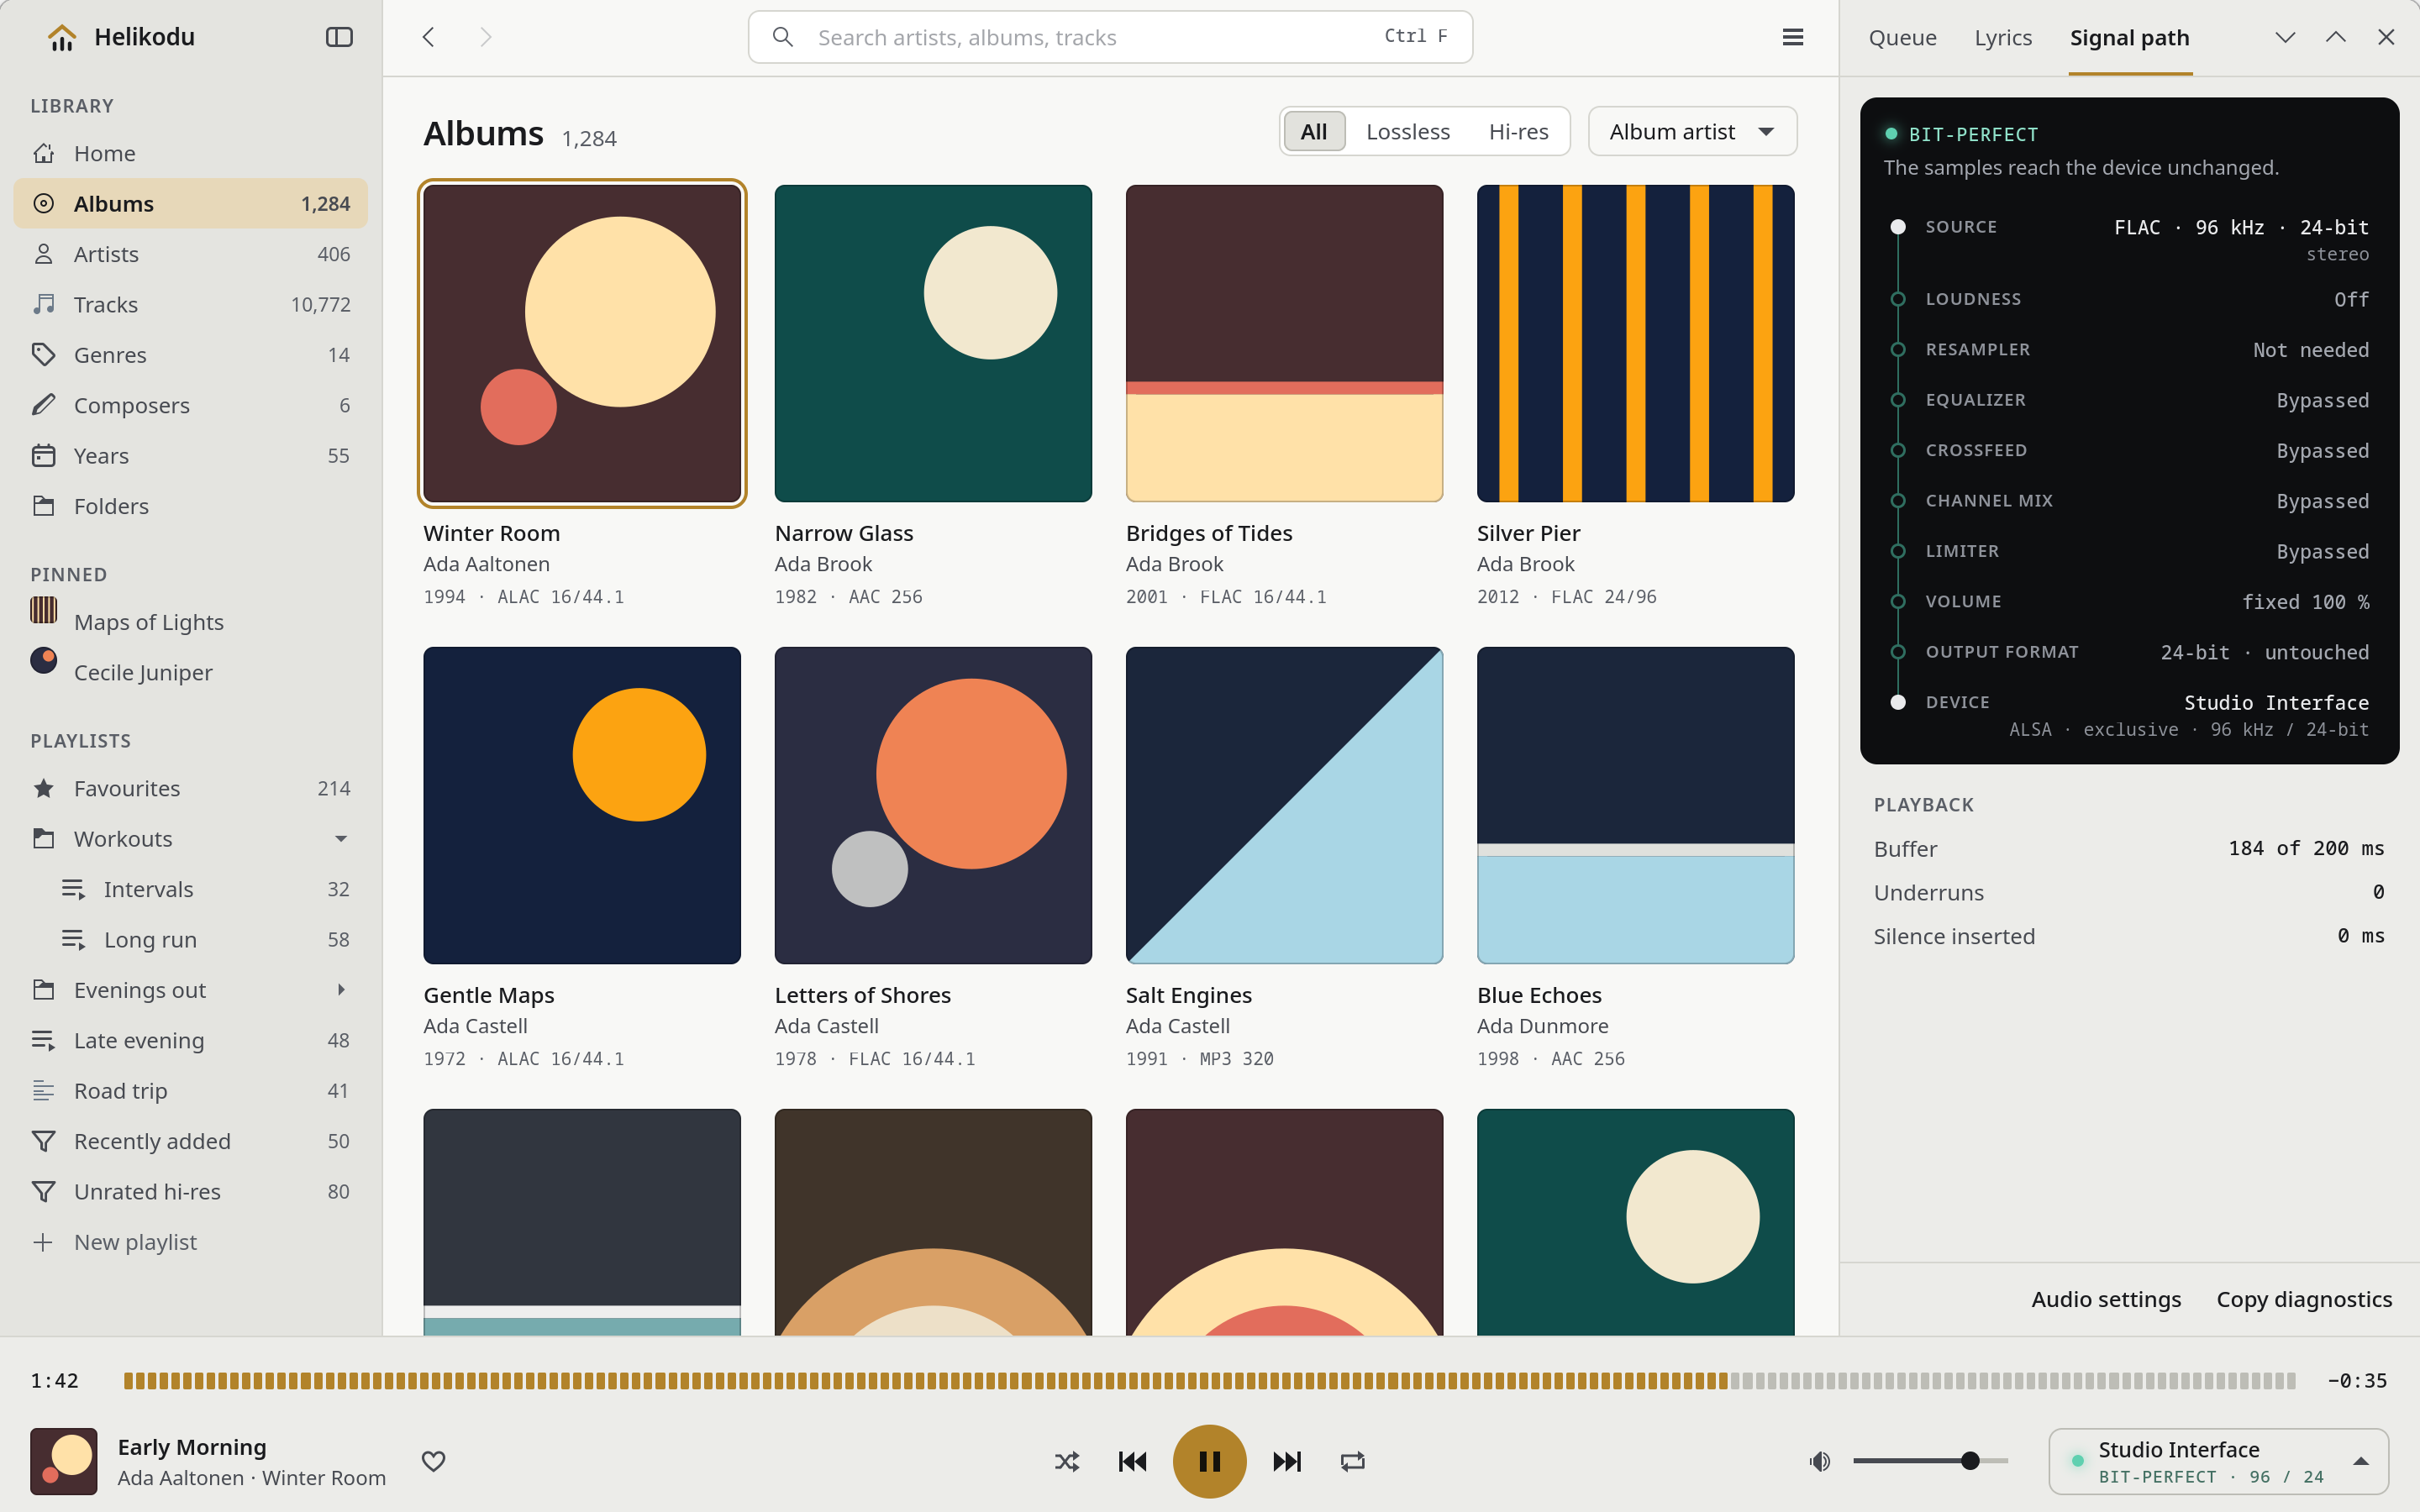 Helikodu
LIBRARY
Home
Albums 1,284
Artists 406
Tracks 10,772
Genres 14
Composers 6
Years 55
Folders
PINNED
Maps of Lights
Cecile Juniper
PLAYLISTS
Favourites 214
Workouts
Intervals 32
Long run 58
Evenings out
Late evening 48
Road trip 41
Recently added 50
Unrated hi-res 80
New playlist
Search artists, albums, tracks Ctrl F
Albums 1,284
All Lossless Hi-res Album artist
Winter Room
Ada Aaltonen
1994 · ALAC 16/44.1
Narrow Glass
Ada Brook
1982 · AAC 256
Bridges of Tides
Ada Brook
2001 · FLAC 16/44.1
Silver Pier
Ada Brook
2012 · FLAC 24/96
Gentle Maps
Ada Castell
1972 · ALAC 16/44.1
Letters of Shores
Ada Castell
1978 · FLAC 16/44.1
Salt Engines
Ada Castell
1991 · MP3 320
Blue Echoes
Ada Dunmore
1998 · AAC 256
Queue Lyrics Signal path
BIT-PERFECT
The samples reach the device unchanged.
SOURCE FLAC · 96 kHz · 24-bit
stereo
LOUDNESS Off
RESAMPLER Not needed
EQUALIZER Bypassed
CROSSFEED Bypassed
CHANNEL MIX Bypassed
LIMITER Bypassed
VOLUME fixed 100 %
OUTPUT FORMAT 24-bit · untouched
DEVICE Studio Interface
ALSA · exclusive · 96 kHz / 24-bit
PLAYBACK
Buffer 184 of 200 ms
Underruns 0
Silence inserted 0 ms
Audio settings Copy diagnostics
1:42 −0:35
Early Morning
Ada Aaltonen · Winter Room
Studio Interface
BIT-PERFECT · 96 / 24